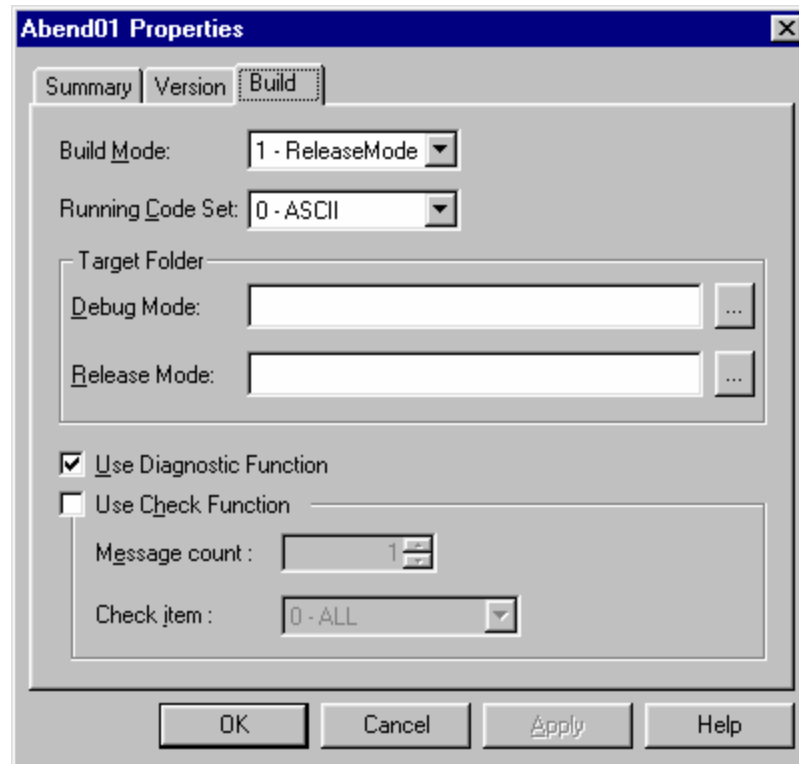 Abend01 Properties
Summary Version Build
Build Mode: 1 - ReleaseMode
Running Code Set: 0 - ASCII
Target Folder
Debug Mode: ...
Release Mode: ...
Use Diagnostic Function
Use Check Function
Message count : 1
Check item : 0 - ALL
OK Cancel Apply Help